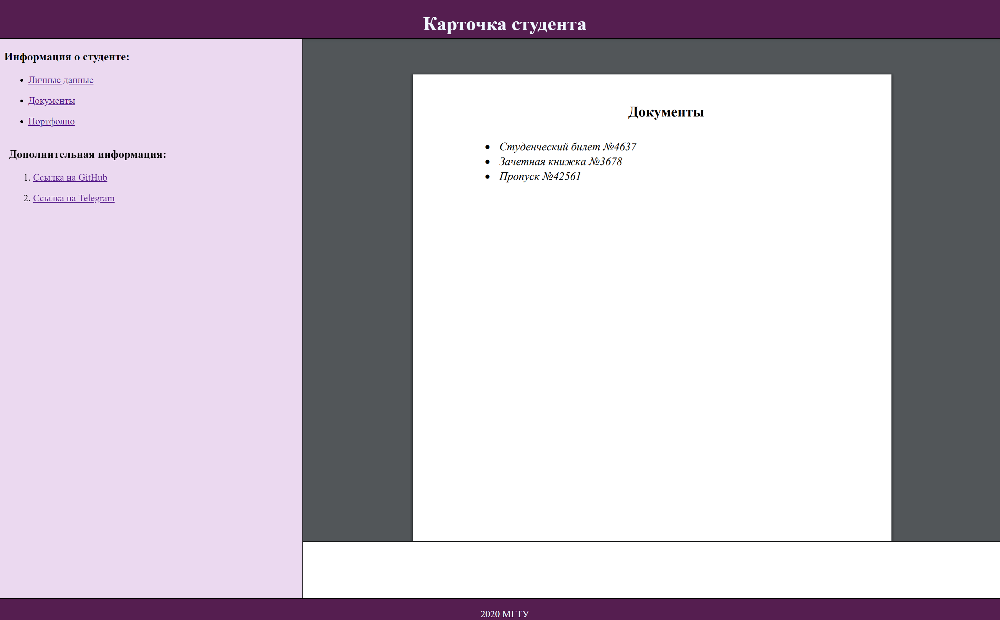 Карточка студента
Информация о студенте:
Личные данные
Документы
Портфолио
Дополнительная информация:
1. Ссылка на GitHub
2. Ссылка на Telegram
Документы
Студенческий билет №4637
Зачетная книжка №3678
Пропуск №42561
2020 МГТУ